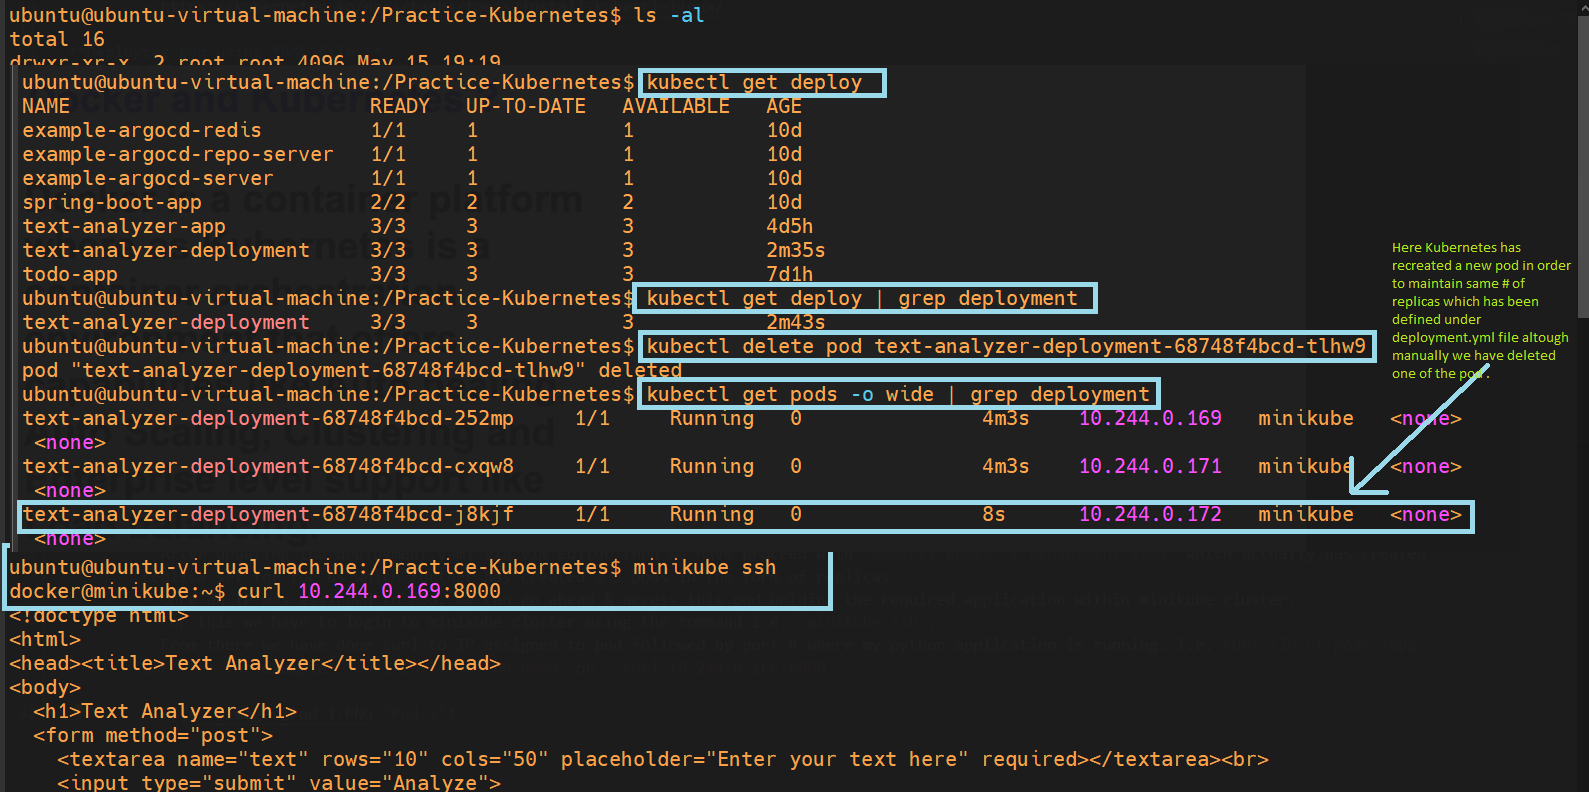 ubuntu@ubuntu-virtual-machine:/Practice-Kubernetes$ ls -al
total 16
drwxr-xr-x  2 root root 4096 May 15 19:19
ubuntu@ubuntu-virtual-machine:/Practice-Kubernetes$ kubectl get deploy
NAME READY UP-TO-DATE AVAILABLE AGE
example-argocd-redis 1/1 1 1 10d
example-argocd-repo-server 1/1 1 1 10d
example-argocd-server 1/1 1 1 10d
spring-boot-app 2/2 2 2 10d
text-analyzer-app 3/3 3 3 4d5h
text-analyzer-deployment 3/3 3 3 2m35s
todo-app 3/3 3 3 7d1h
ubuntu@ubuntu-virtual-machine:/Practice-Kubernetes$ kubectl get deploy | grep deployment
text-analyzer-deployment 3/3 3 3 2m43s
ubuntu@ubuntu-virtual-machine:/Practice-Kubernetes$ kubectl delete pod text-analyzer-deployment-68748f4bcd-tlhw9
pod "text-analyzer-deployment-68748f4bcd-tlhw9" deleted
ubuntu@ubuntu-virtual-machine:/Practice-Kubernetes$ kubectl get pods -o wide | grep deployment
text-analyzer-deployment-68748f4bcd-252mp 1/1 Running 0 4m3s 10.244.0.169 minikube <none>
<none>
text-analyzer-deployment-68748f4bcd-cxqw8 1/1 Running 0 4m3s 10.244.0.171 minikube <none>
<none>
text-analyzer-deployment-68748f4bcd-j8kjf 1/1 Running 0 8s 10.244.0.172 minikube <none>
<none>
Here Kubernetes has
recreated a new pod in order
to maintain same # of
replicas which has been
defined under
deployment.yml file altough
manually we have deleted
one of the pod .
ubuntu@ubuntu-virtual-machine:/Practice-Kubernetes$ minikube ssh
docker@minikube:~$ curl 10.244.0.169:8000
<!doctype html>
<html>
<head><title>Text Analyzer</title></head>
<body>
<h1>Text Analyzer</h1>
<form method="post">
<textarea name="text" rows="10" cols="50" placeholder="Enter your text here" required></textarea><br>
<input type="submit" value="Analyze">